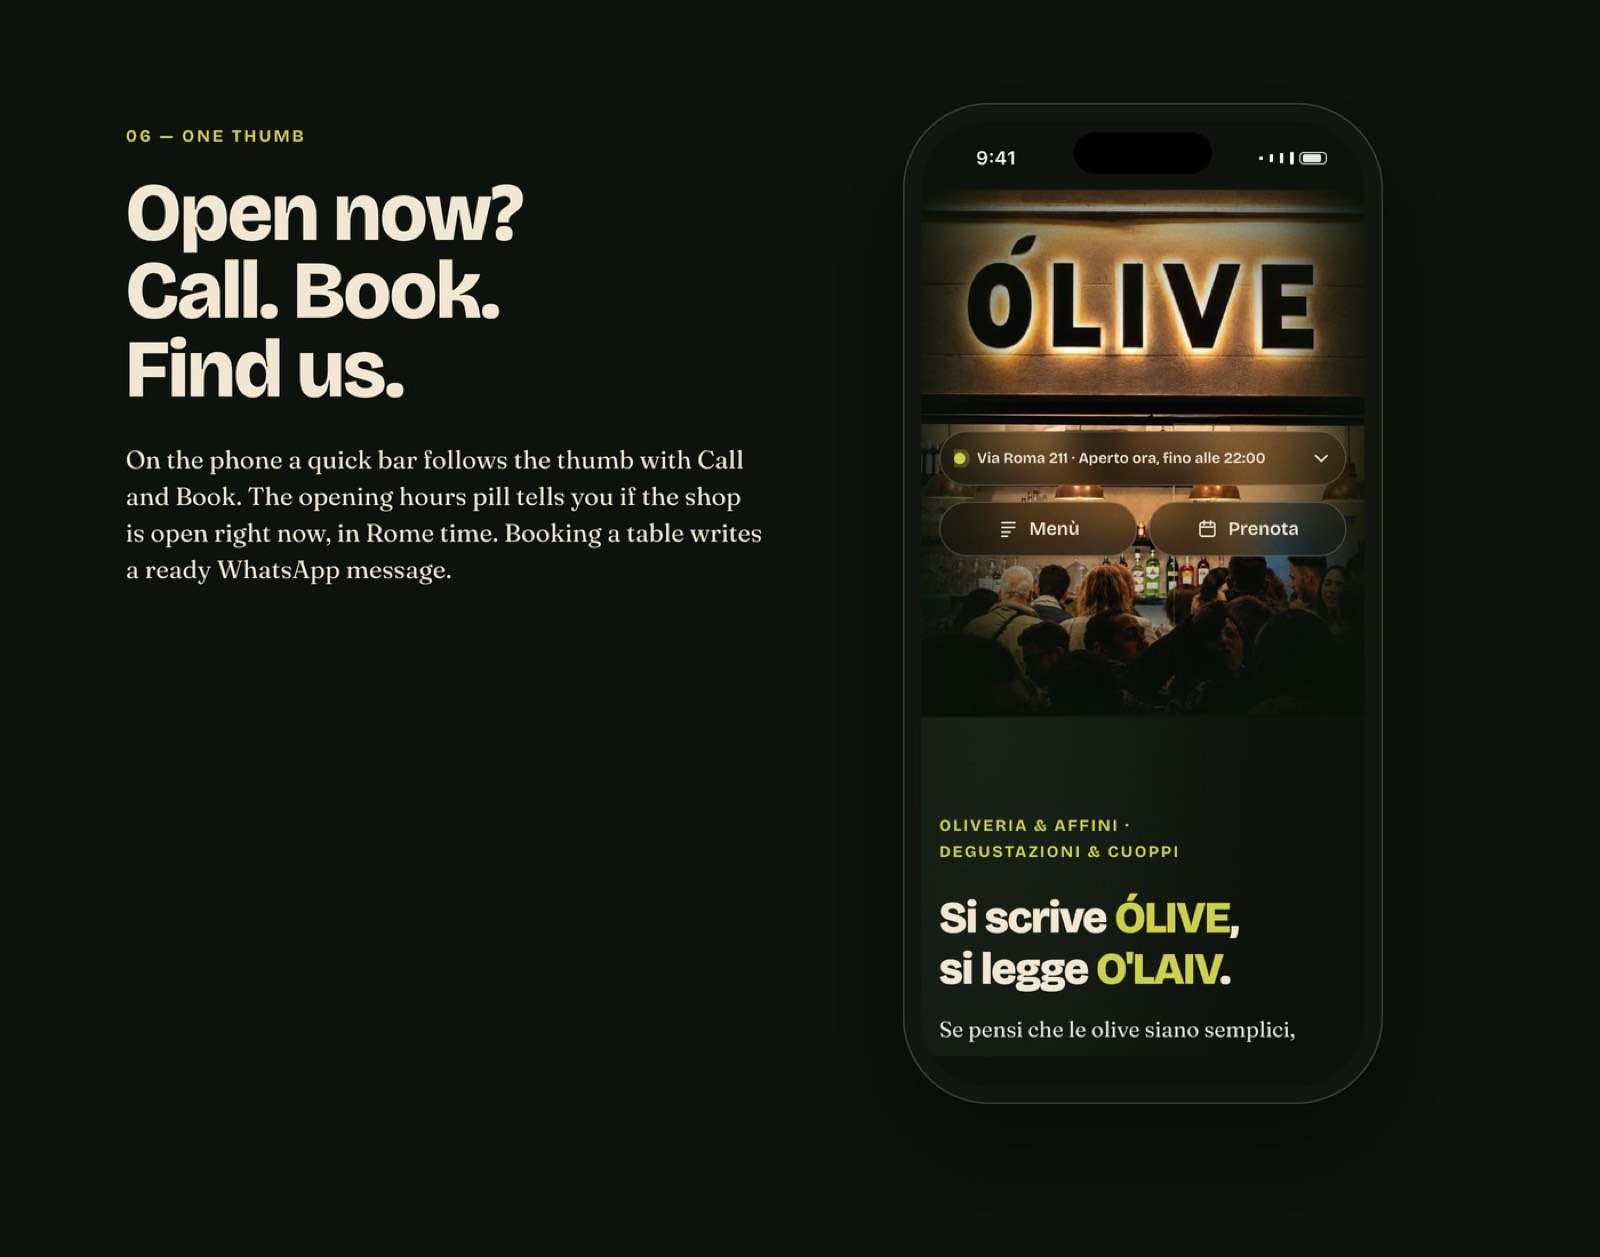 06 — ONE THUMB
Open now?
Call. Book.
Find us.
On the phone a quick bar follows the thumb with Call
and Book. The opening hours pill tells you if the shop
is open right now, in Rome time. Booking a table writes
a ready WhatsApp message.
9:41
ÓLIVE
Via Roma 211 · Aperto ora, fino alle 22:00
Menù
Prenota
OLIVERIA & AFFINI ·
DEGUSTAZIONI & CUOPPI
Si scrive ÓLIVE,
si legge O'LAIV.
Se pensi che le olive siano semplici,